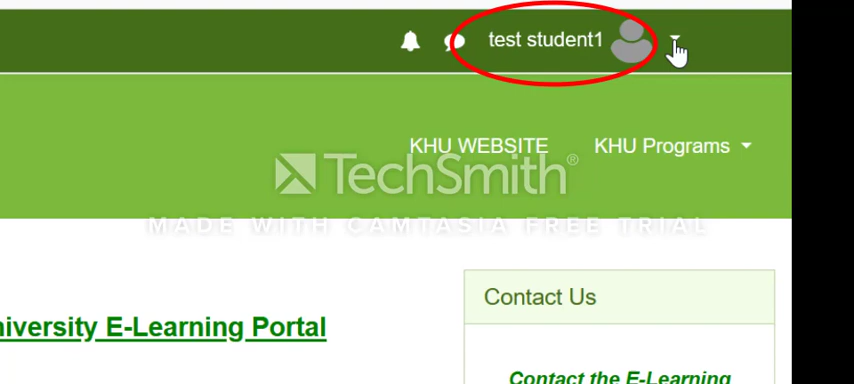 test student1
KHU WEBSITE KHU Programs
TechSmith®
MADE WITH CAMTASIA FREE TRIAL
Contact Us
niversity E-Learning Portal
Contact the E-Learning